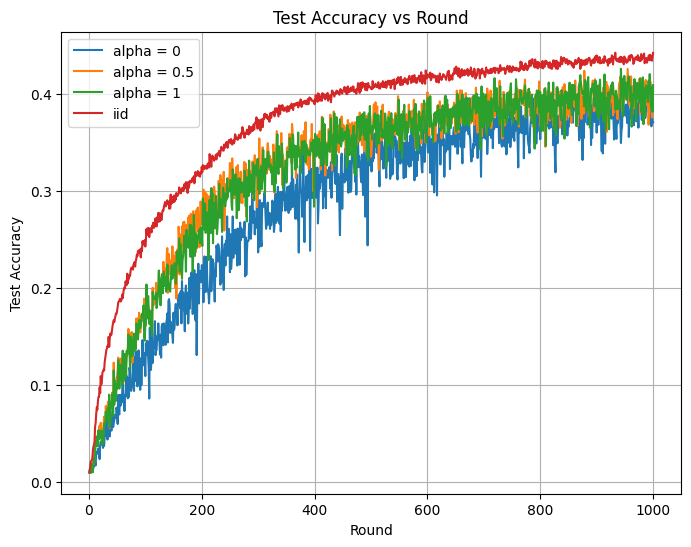 Test Accuracy vs Round
alpha = 0
alpha = 0.5
alpha = 1
iid
Test Accuracy
0.4
0.3
0.2
0.1
0.0
0 200 400 600 800 1000
Round